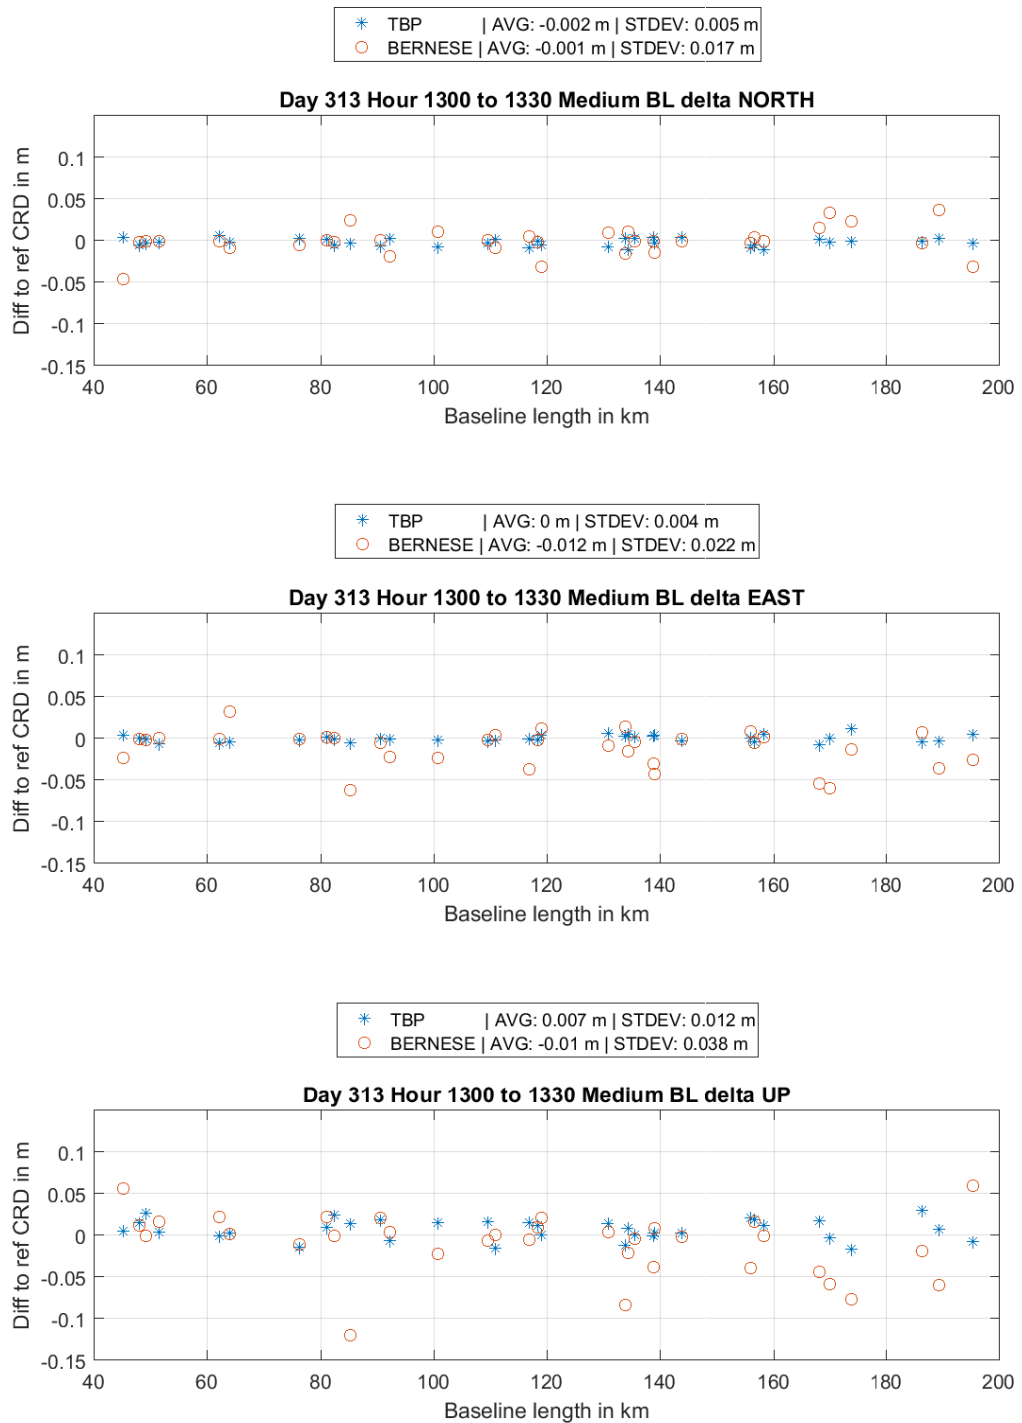 TBP | AVG: -0.002 m | STDEV: 0.005 m
BERNESE | AVG: -0.001 m | STDEV: 0.017 m
Day 313 Hour 1300 to 1330 Medium BL delta NORTH
Diff to ref CRD in m
0.1
0.05
0
-0.05
-0.1
-0.15
40 60 80 100 120 140 160 180 200
Baseline length in km
TBP | AVG: 0 m | STDEV: 0.004 m
BERNESE | AVG: -0.012 m | STDEV: 0.022 m
Day 313 Hour 1300 to 1330 Medium BL delta EAST
Diff to ref CRD in m
0.1
0.05
0
-0.05
-0.1
-0.15
40 60 80 100 120 140 160 180 200
Baseline length in km
TBP | AVG: 0.007 m | STDEV: 0.012 m
BERNESE | AVG: -0.01 m | STDEV: 0.038 m
Day 313 Hour 1300 to 1330 Medium BL delta UP
Diff to ref CRD in m
0.1
0.05
0
-0.05
-0.1
-0.15
40 60 80 100 120 140 160 180 200
Baseline length in km